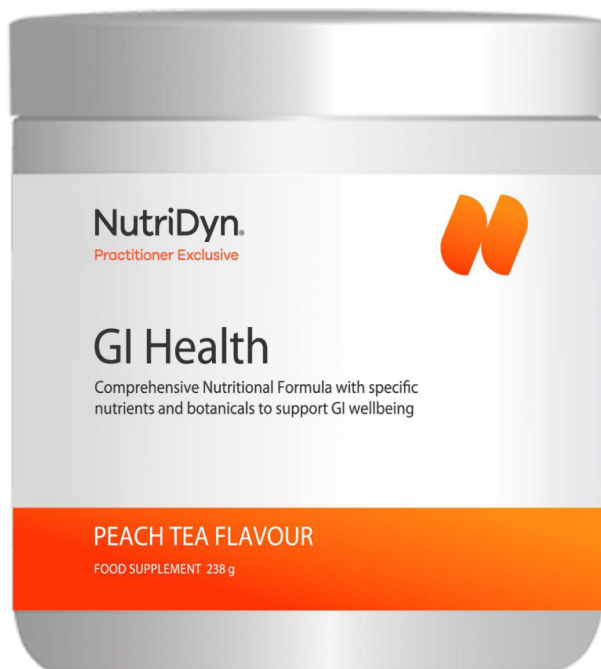 NutriDyn®
Practitioner Exclusive
GI Health
Comprehensive Nutritional Formula with specific
nutrients and botanicals to support GI wellbeing
PEACH TEA FLAVOUR
FOOD SUPPLEMENT 238 g